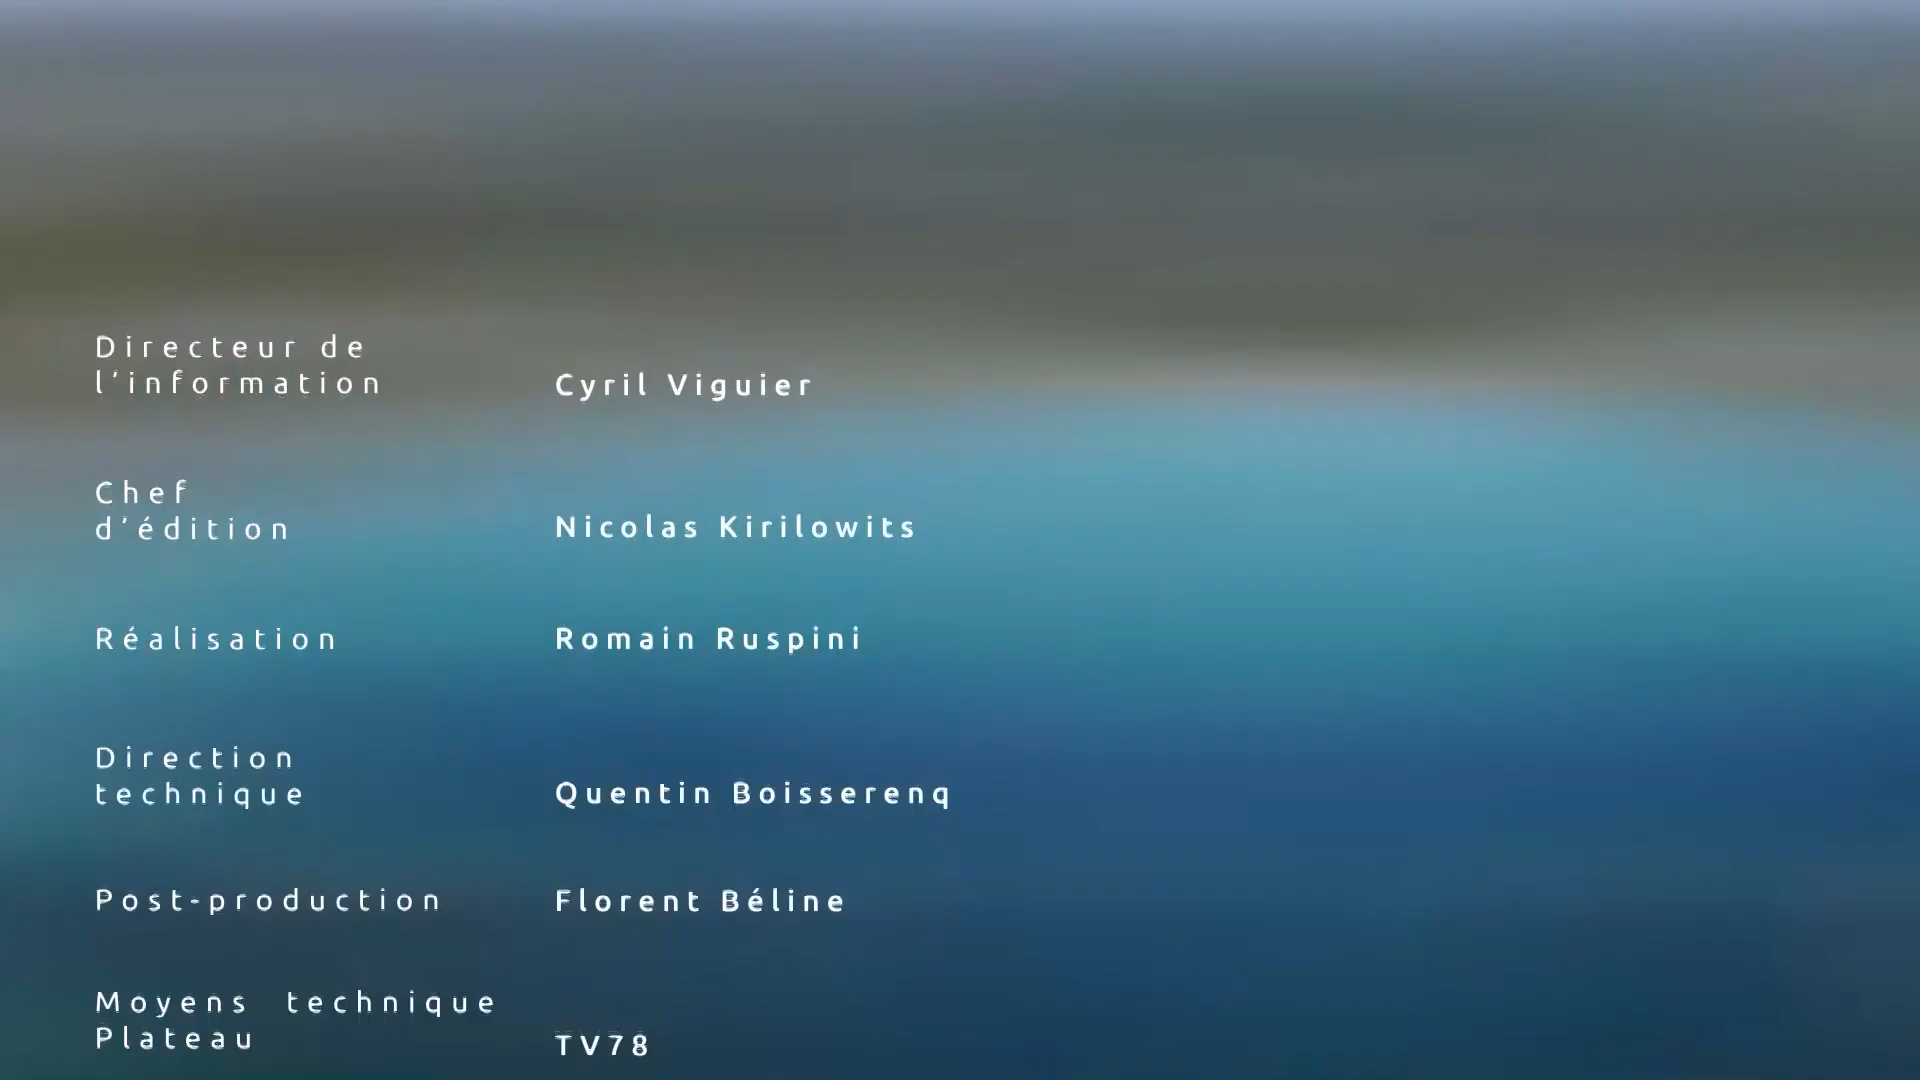 Directeur de
l'information
Cyril Viguier
Chef
d'édition
Nicolas Kirilowits
Réalisation
Romain Ruspini
Direction
technique
Quentin Boisserenq
Post-production
Florent Béline
Moyens technique
Plateau
TV78